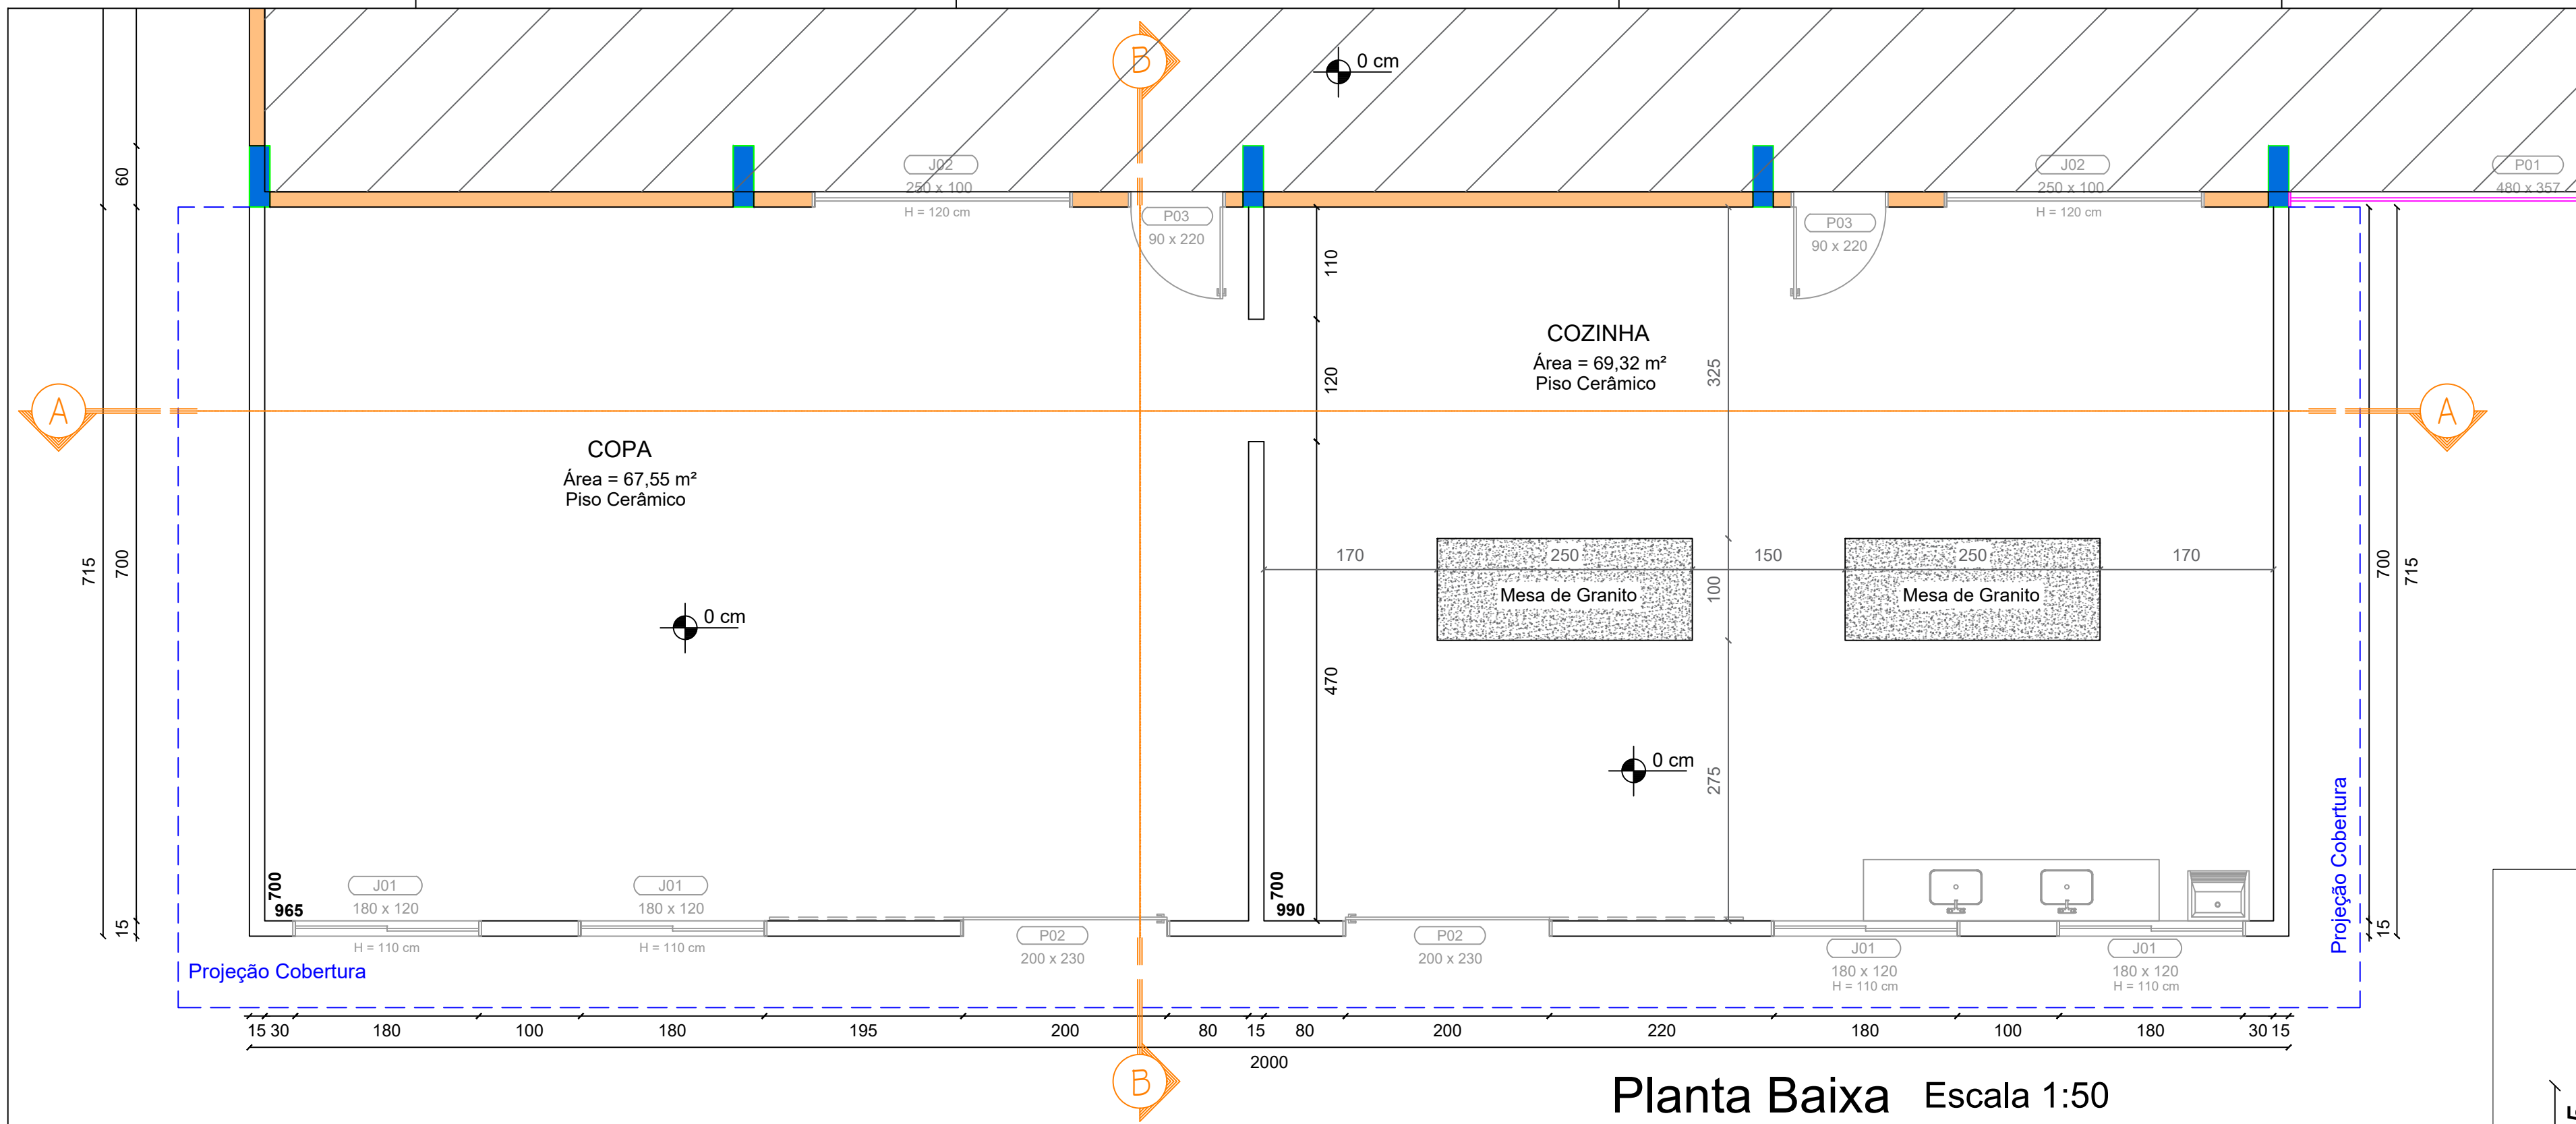 B
0 cm
60
J02
250 x 100
H = 120 cm
P03
90 x 220
P03
90 x 220
J02
250 x 100
H = 120 cm
P01
480 x 357
110
120
470
COZINHA
Área = 69,32 m²
Piso Cerâmico
325
A
A
COPA
Área = 67,55 m²
Piso Cerâmico
715
700
15
170
250
150
250
170
100
Mesa de Granito
Mesa de Granito
275
700
715
15
0 cm
0 cm
700
965
700
990
J01
180 x 120
H = 110 cm
J01
180 x 120
H = 110 cm
P02
200 x 230
P02
200 x 230
J01
180 x 120
H = 110 cm
J01
180 x 120
H = 110 cm
Projeção Cobertura
Projeção Cobertura
15 30 180 100 180 195 200 80 15 80 200 220 180 100 180 30 15
2000
B
Planta Baixa Escala 1:50